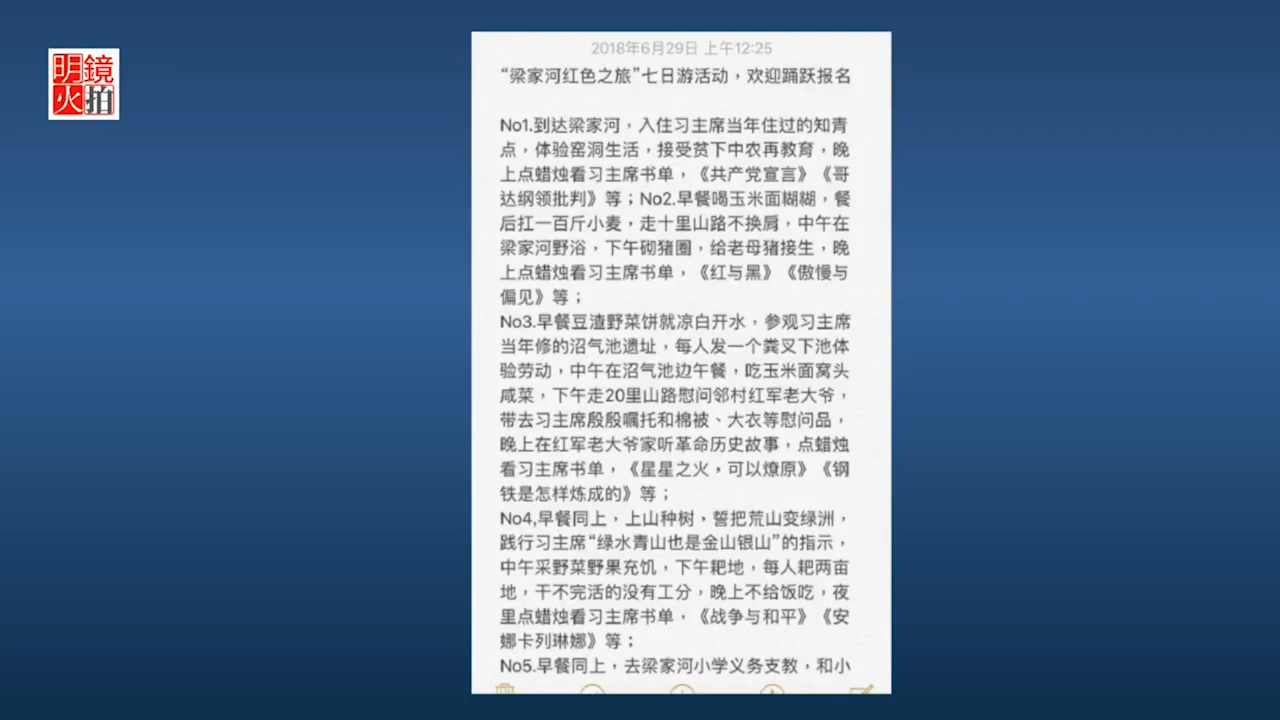 明鏡
火拍
2018年6月29日 上午12:25
“梁家河红色之旅”七日游活动，欢迎踊跃报名
No1.到达梁家河，入住习主席当年住过的知青
点，体验窑洞生活，接受贫下中农再教育，晚
上点蜡烛看习主席书单，《共产党宣言》《哥
达纲领批判》等；No2.早餐喝玉米面糊糊，餐
后扛一百斤小麦，走十里山路不换肩，中午在
梁家河野浴，下午砌猪圈，给老母猪接生，晚
上点蜡烛看习主席书单，《红与黑》《傲慢与
偏见》等；
No3.早餐豆渣野菜饼就凉白开水，参观习主席
当年修的沼气池遗址，每人发一个粪叉下池体
验劳动，中午在沼气池边午餐，吃玉米面窝头
咸菜，下午走20里山路慰问邻村红军老大爷，
带去习主席殷殷嘱托和棉被、大衣等慰问品，
晚上在红军老大爷家听革命历史故事，点蜡烛
看习主席书单，《星星之火，可以燎原》《钢
铁是怎样炼成的》等；
No4,早餐同上，上山种树，誓把荒山变绿洲，
践行习主席“绿水青山也是金山银山”的指示，
中午采野菜野果充饥，下午耙地，每人耙两亩
地，干不完活的没有工分，晚上不给饭吃，夜
里点蜡烛看习主席书单，《战争与和平》《安
娜卡列琳娜》等；
No5.早餐同上，去梁家河小学义务支教，和小